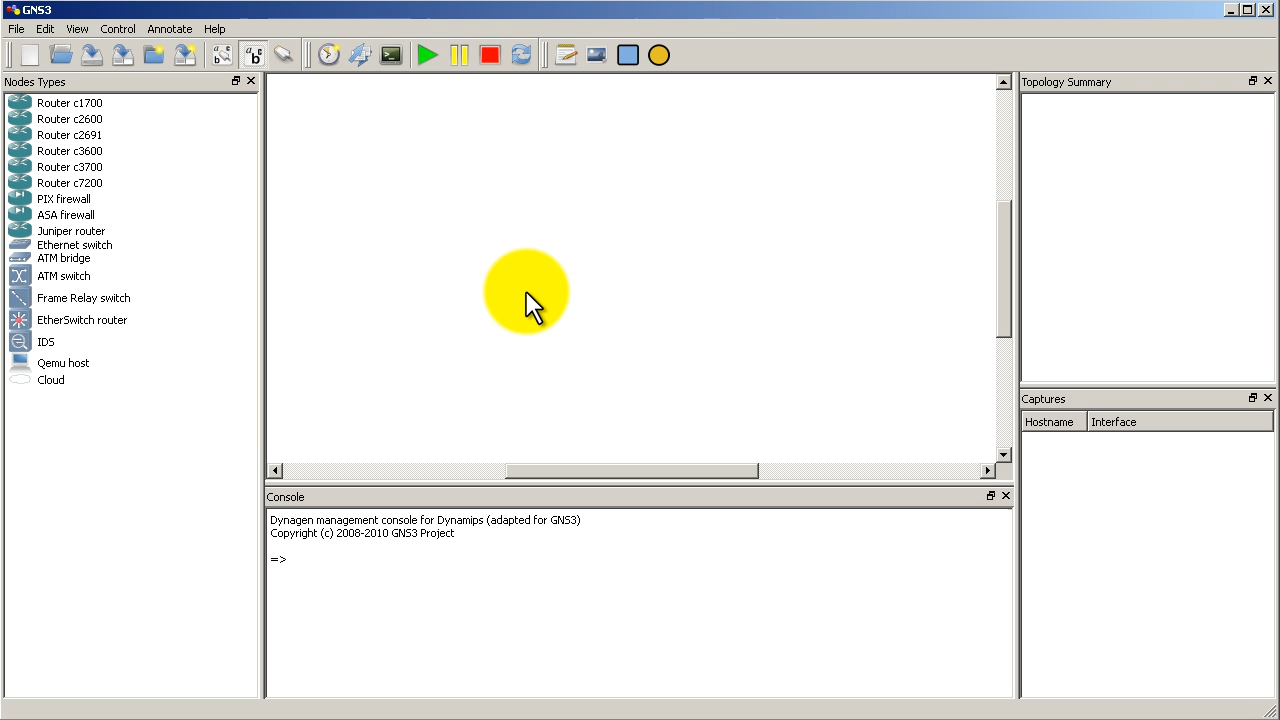 GNS3
File Edit View Control Annotate Help
Nodes Types
Router c1700
Router c2600
Router c2691
Router c3600
Router c3700
Router c7200
PIX firewall
ASA firewall
Juniper router
Ethernet switch
ATM bridge
ATM switch
Frame Relay switch
EtherSwitch router
IDS
Qemu host
Cloud
Console
Dynagen management console for Dynamips (adapted for GNS3)
Copyright (c) 2008-2010 GNS3 Project
=>
Topology Summary
Captures
Hostname Interface